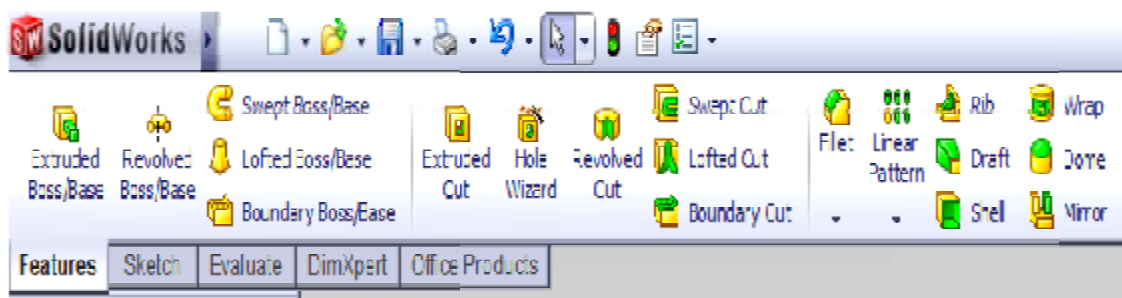 SW SolidWorks
Swept Boss/Base
Swept Cut
Rib
Wrap
Extruded Boss/Base
Revolved Boss/Base
Lofted Boss/Base
Extruded Cut
Hole Wizard
Revolved Cut
Lofted Cut
Fillet
Linear Pattern
Draft
Dome
Boundary Boss/Base
Boundary Cut
Shell
Mirror
Features Sketch Evaluate DimXpert Office Products